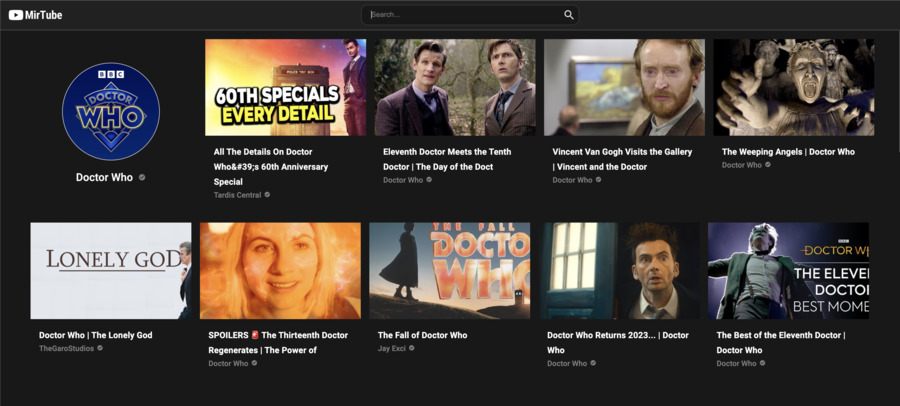 MirTube
Search...
BBC
DOCTOR
WHO
Doctor Who
POLICE BOX
60TH SPECIALS
EVERY DETAIL
All The Details On Doctor
Who&#39;s 60th Anniversary
Special
Tardis Central
Eleventh Doctor Meets the Tenth
Doctor | The Day of the Doct
Doctor Who
Vincent Van Gogh Visits the Gallery
| Vincent and the Doctor
Doctor Who
The Weeping Angels | Doctor Who
Doctor Who
LONELY GOD
Doctor Who | The Lonely God
TheGaroStudios
SPOILERS 🚨 The Thirteenth Doctor
Regenerates | The Power of
Doctor Who
THE FALL
DOCTO
WHO
The Fall of Doctor Who
Jay Exci
Doctor Who Returns 2023... | Doctor
Who
Doctor Who
BBC
DOCTOR WH
THE ELEVE
DOCTO
BEST MOME
The Best of the Eleventh Doctor |
Doctor Who
Doctor Who